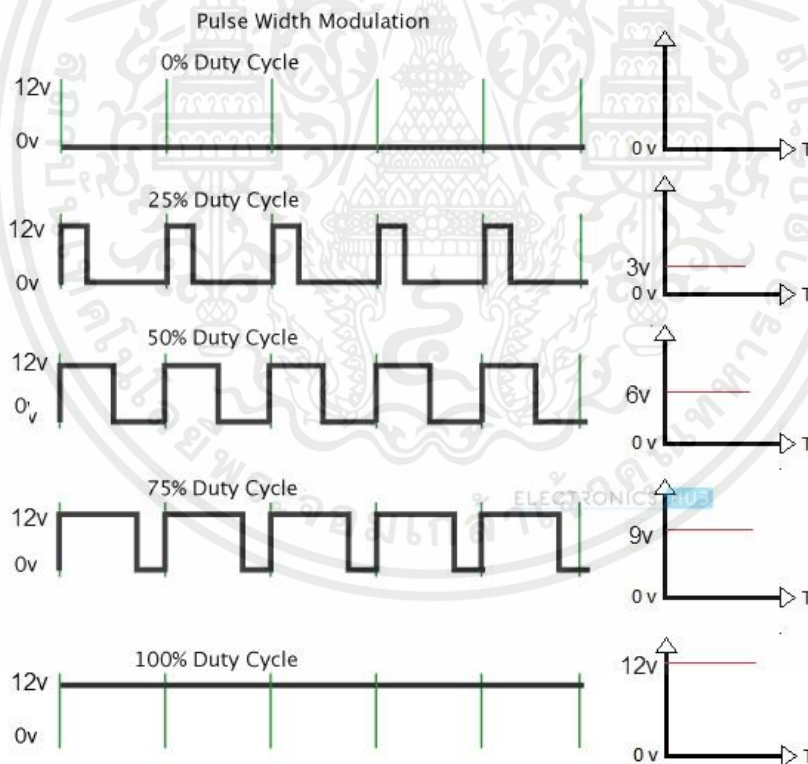 Pulse Width Modulation
0% Duty Cycle
12v
0v
0 v
T
25% Duty Cycle
12v
0v
3v
0 v
T
50% Duty Cycle
12v
0v
6v
0 v
T
75% Duty Cycle
ELECTRONICS HUB
12v
0v
9v
0 v
T
100% Duty Cycle
12v
0v
12v
0 v
T